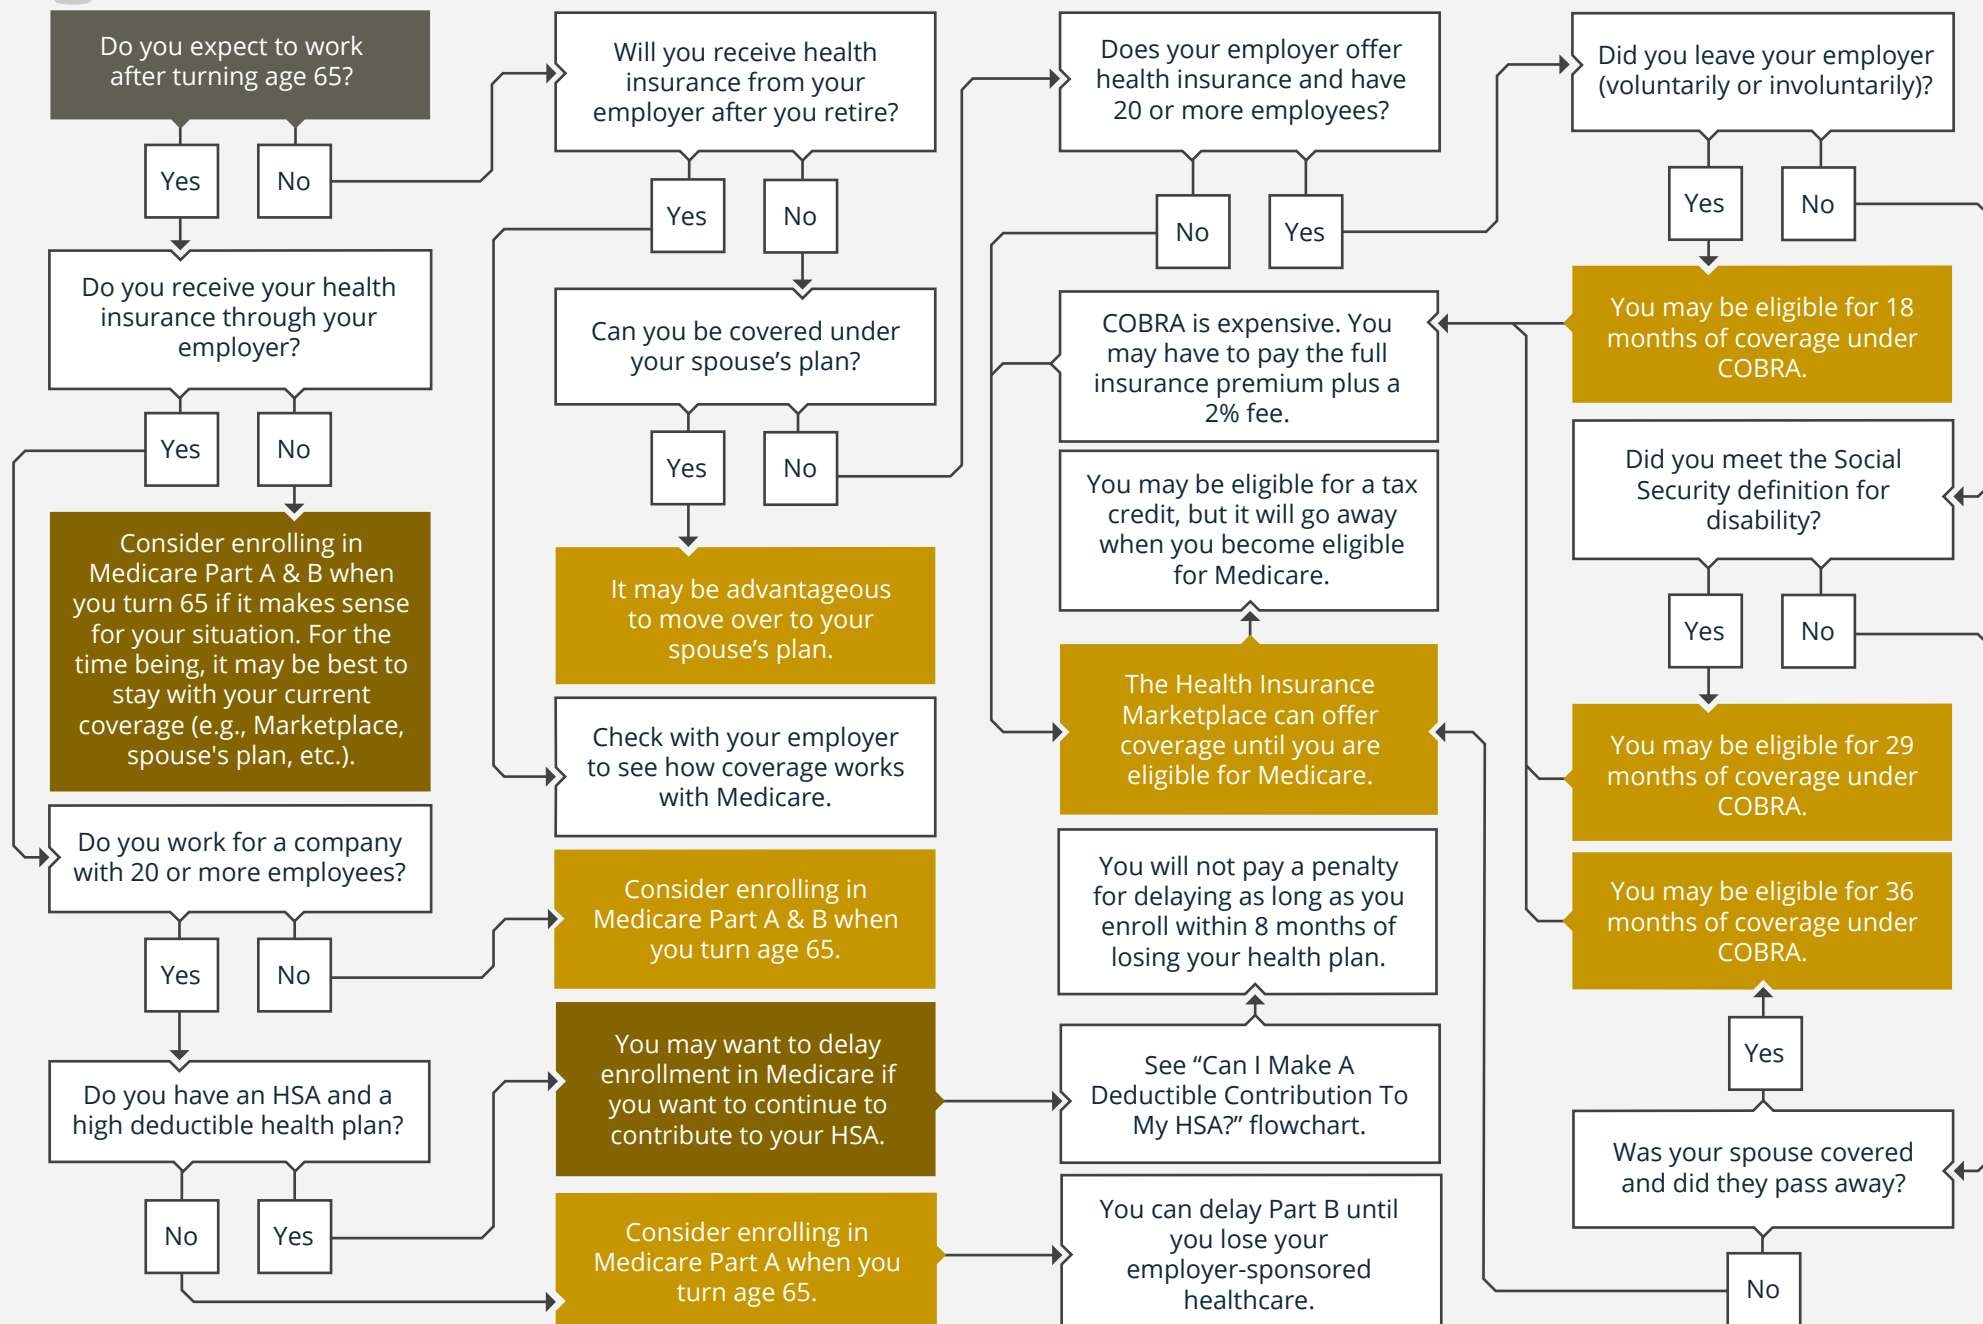 Do you expect to work
after turning age 65?
Yes
No
Do you receive your health
insurance through your
employer?
Yes
No
Consider enrolling in
Medicare Part A & B when
you turn 65 if it makes sense
for your situation. For the
time being, it may be best to
stay with your current
coverage (e.g., Marketplace,
spouse's plan, etc.).
Do you work for a company
with 20 or more employees?
Yes
No
Do you have an HSA and a
high deductible health plan?
No
Yes
Will you receive health
insurance from your
employer after you retire?
Yes
No
Can you be covered under
your spouse’s plan?
Yes
No
It may be advantageous
to move over to your
spouse’s plan.
Check with your employer
to see how coverage works
with Medicare.
Consider enrolling in
Medicare Part A & B when
you turn age 65.
You may want to delay
enrollment in Medicare if
you want to continue to
contribute to your HSA.
Consider enrolling in
Medicare Part A when you
turn age 65.
Does your employer offer
health insurance and have
20 or more employees?
No
Yes
COBRA is expensive. You
may have to pay the full
insurance premium plus a
2% fee.
You may be eligible for a tax
credit, but it will go away
when you become eligible
for Medicare.
The Health Insurance
Marketplace can offer
coverage until you are
eligible for Medicare.
You will not pay a penalty
for delaying as long as you
enroll within 8 months of
losing your health plan.
See “Can I Make A
Deductible Contribution To
My HSA?” flowchart.
You can delay Part B until
you lose your
employer-sponsored
healthcare.
Did you leave your employer
(voluntarily or involuntarily)?
Yes
No
You may be eligible for 18
months of coverage under
COBRA.
Did you meet the Social
Security definition for
disability?
Yes
No
You may be eligible for 29
months of coverage under
COBRA.
You may be eligible for 36
months of coverage under
COBRA.
Yes
Was your spouse covered
and did they pass away?
No